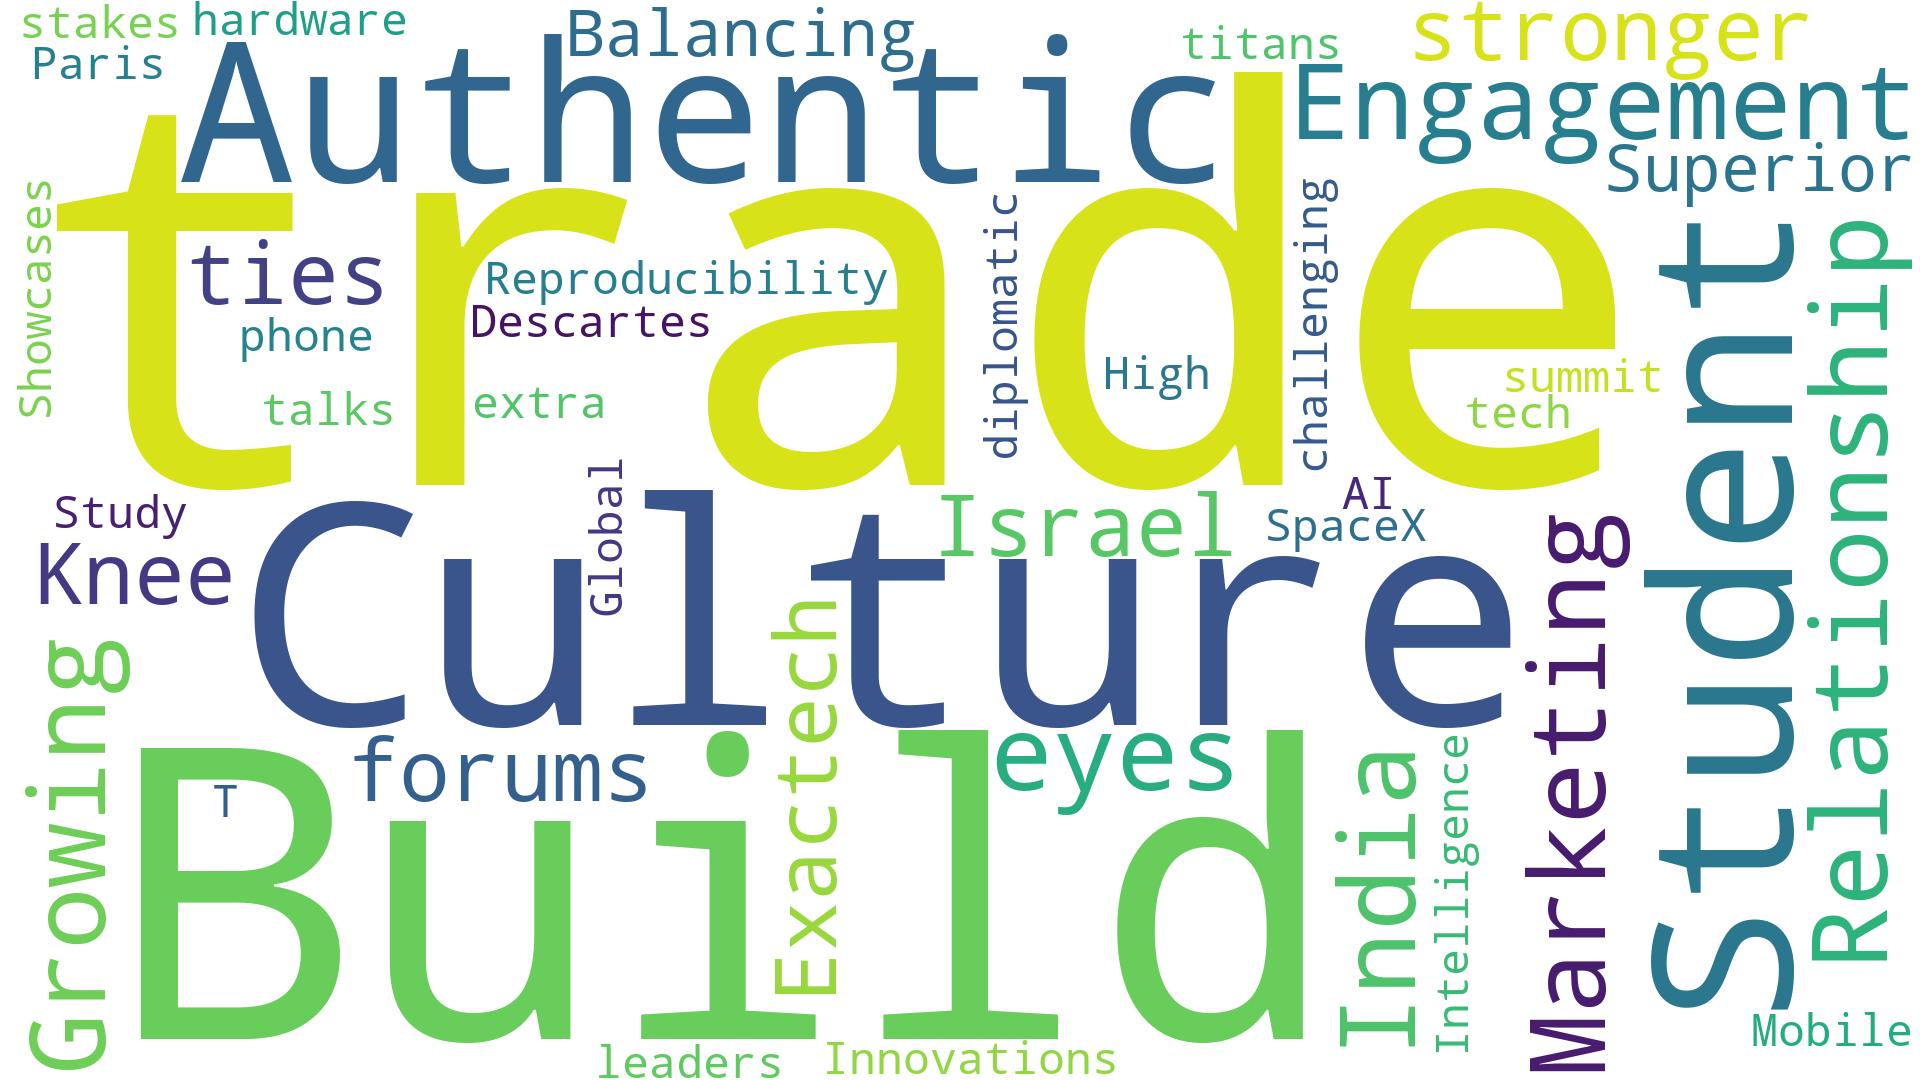 stakes
hardware
Balancing
titans
stronger
Paris
Authentic
Engagement
Superior
trade
Showcases
ties
Reproducibility
Descartes
phone
diplomatic
challenging
High
summit
tech
talks
extra
Student
Relationship
Study
Global
Israel
AI
SpaceX
Knee
Culture
Marketing
Growing
Exactech
forums
eyes
India
Intelligence
T
Build
Mobile
leaders
Innovations